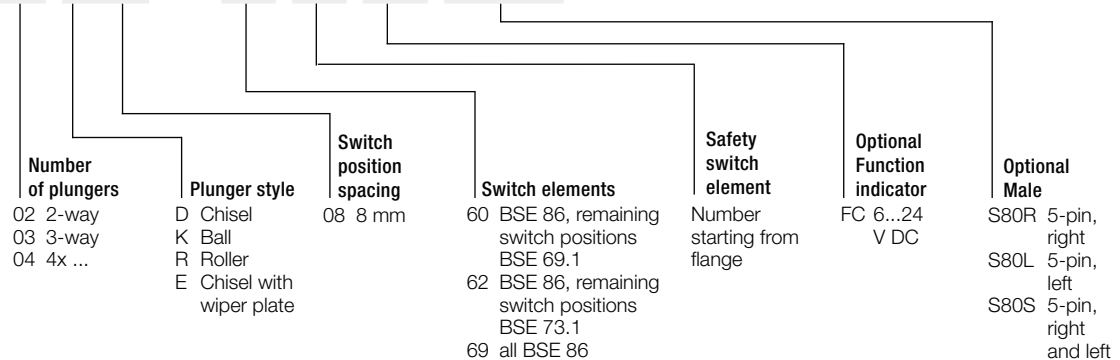 Number
of plungers
02 2-way
03 3-way
04 4x ...
Plunger style
D Chisel
K Ball
R Roller
E Chisel with
wiper plate
Switch
position
spacing
08 8 mm
Switch elements
60 BSE 86, remaining
switch positions
BSE 69.1
62 BSE 86, remaining
switch positions
BSE 73.1
69 all BSE 86
Safety
switch
element
Number
starting from
flange
Optional
Function
indicator
FC 6...24
V DC
Optional
Male
S80R 5-pin,
right
S80L 5-pin,
left
S80S 5-pin,
right
and left